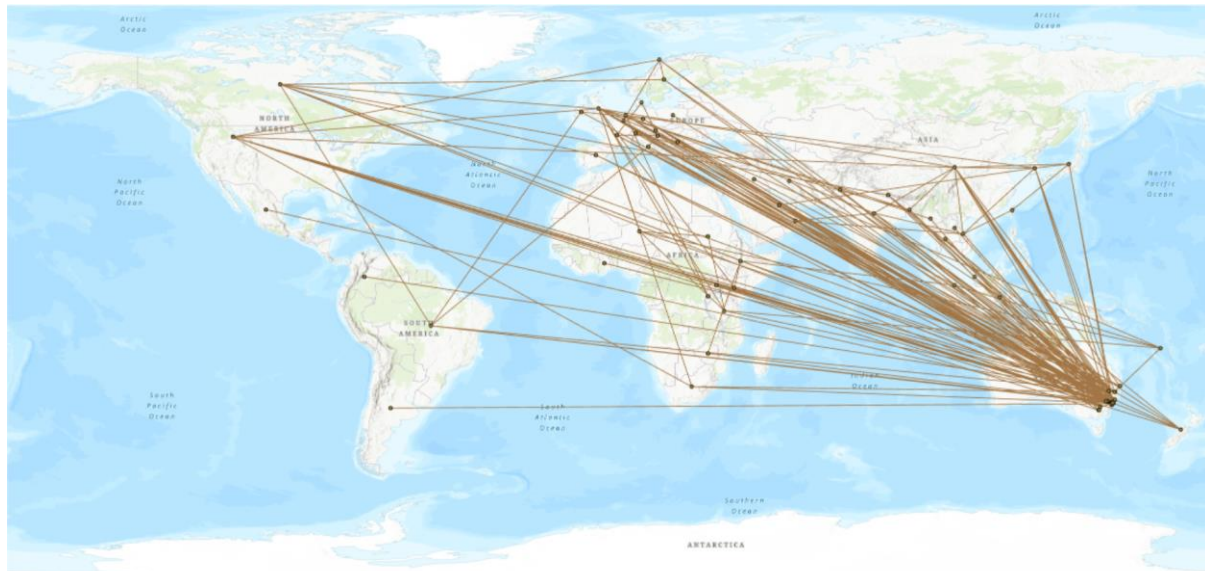 Arctic
Ocean
Arctic
Ocean
NORTH
AMERICA
EUROPE
ASIA
North
Pacific
Ocean
North
Atlantic
Ocean
North
Pacific
Ocean
AFRICA
SOUTH
AMERICA
Indian
Ocean
South
Pacific
Ocean
South
Atlantic
Ocean
Southern
Ocean
ANTARCTICA